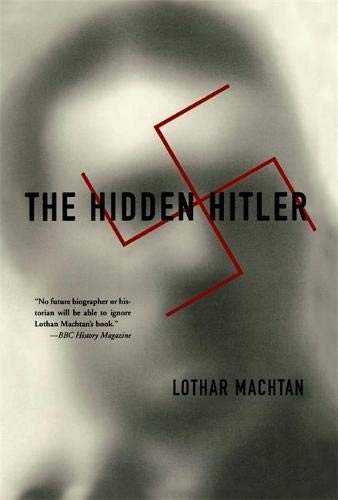 THE HIDDEN HITLER
"No future biographer or his-
torian will be able to ignore
Lothan Machtan's book."
—BBC History Magazine
LOTHAR MACHTAN